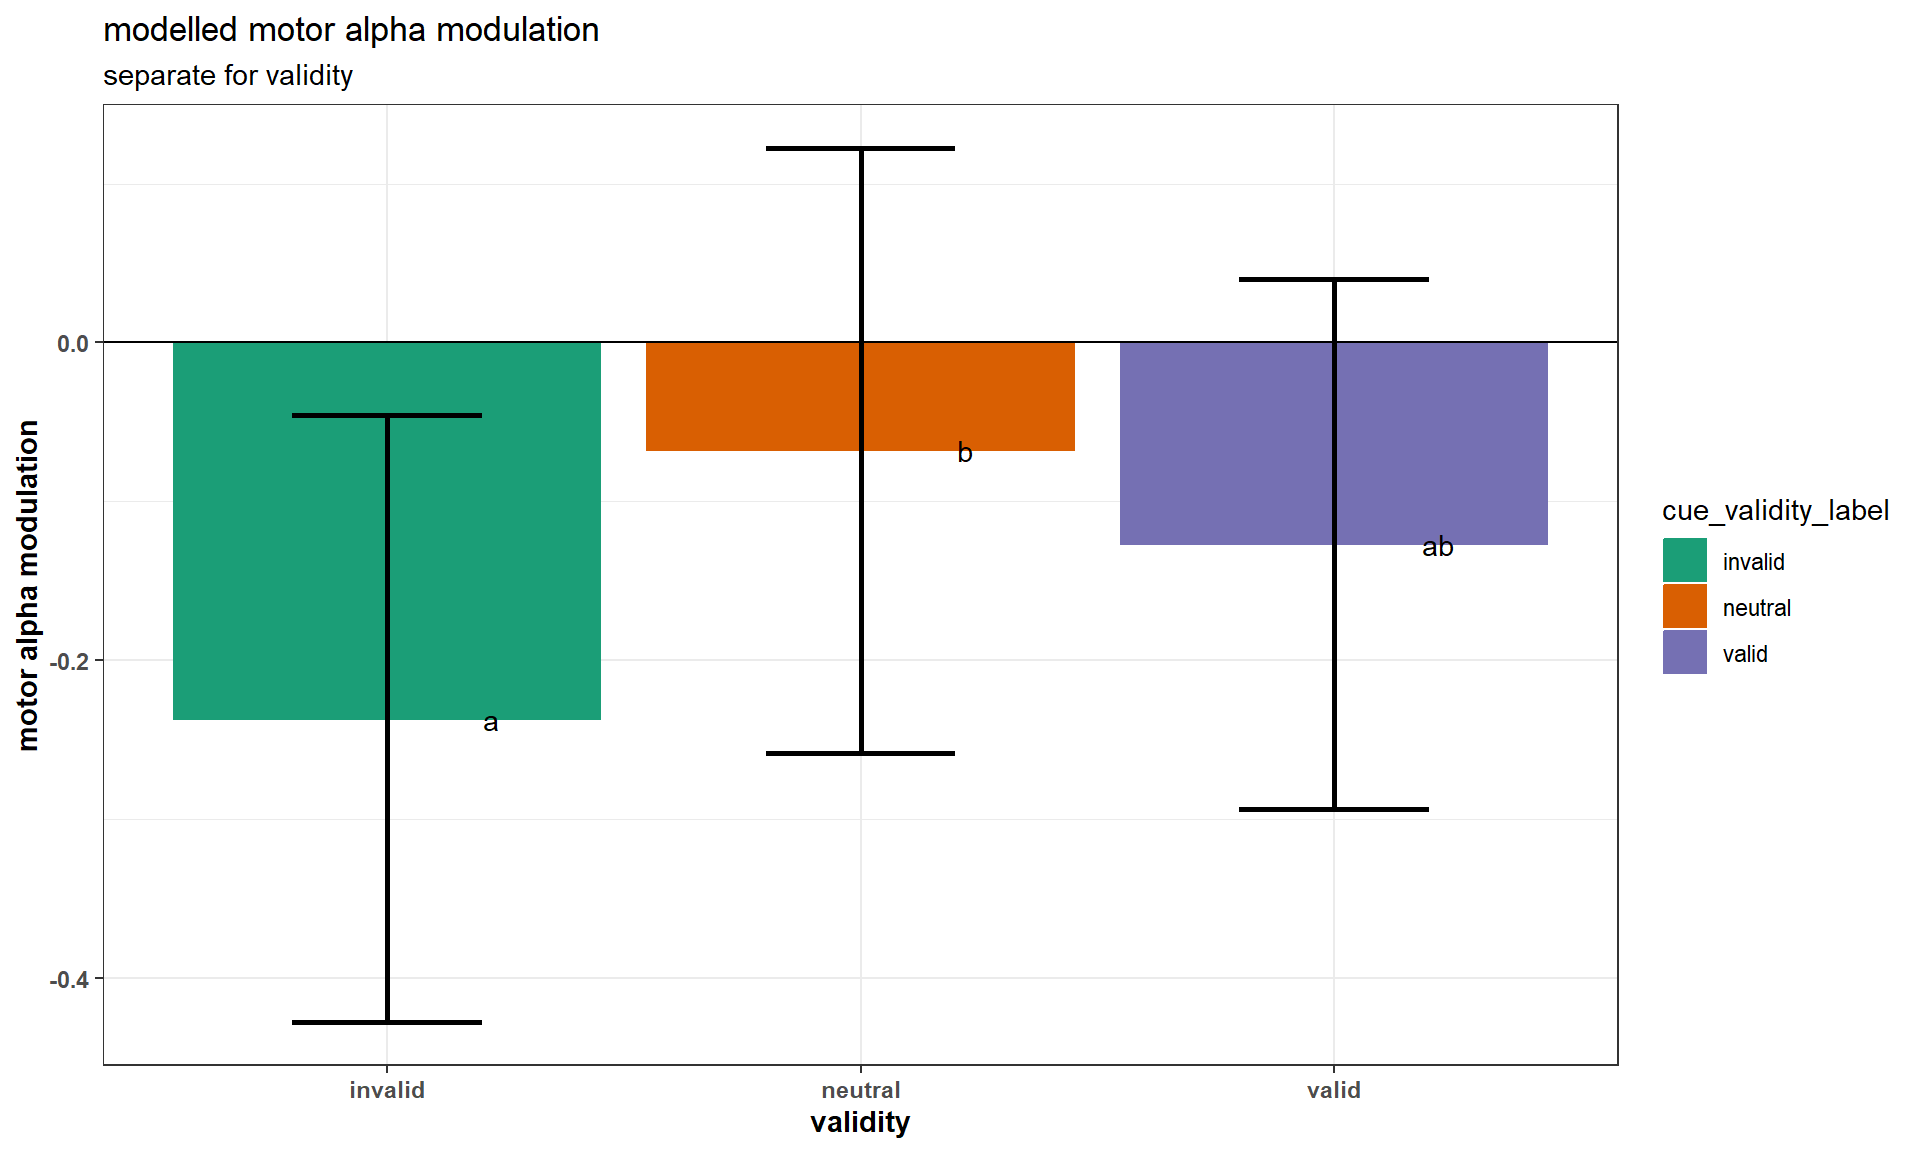 modelled motor alpha modulation
separate for validity
motor alpha modulation
0.0
-0.2
-0.4
a
b
ab
invalid
neutral
valid
validity
cue_validity_label
invalid
neutral
valid